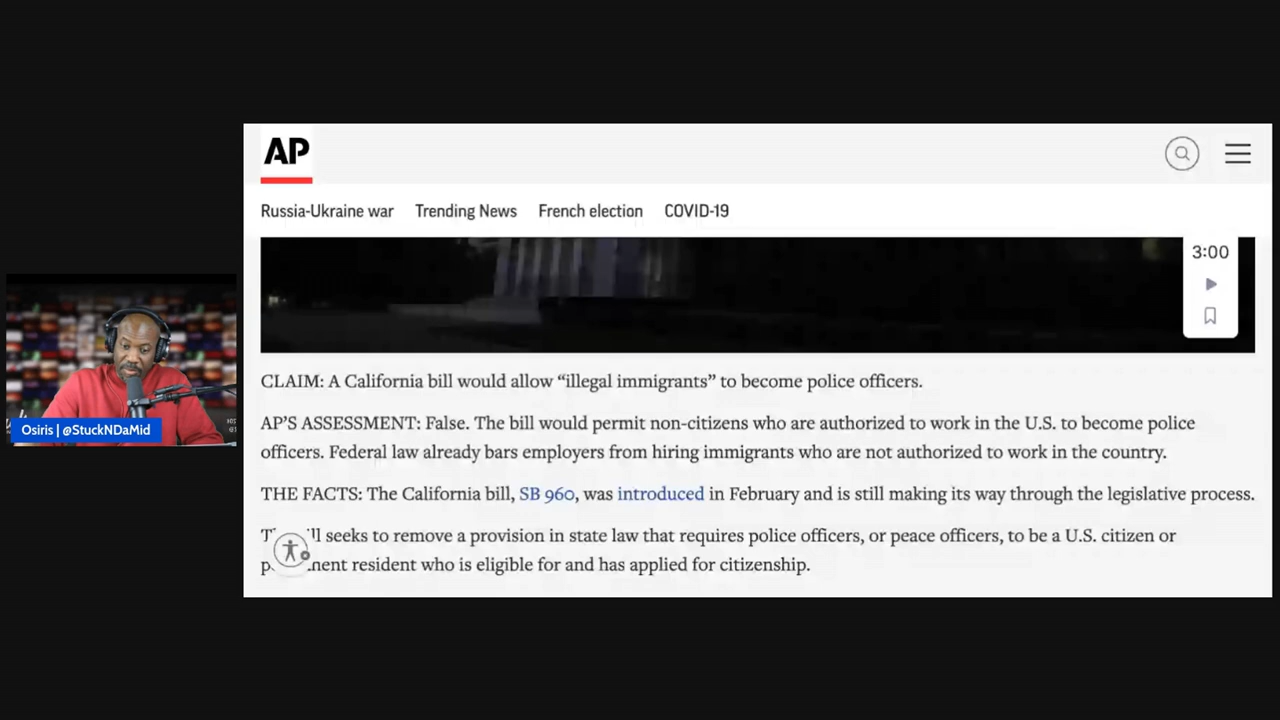 AP
Russia-Ukraine war Trending News French election COVID-19
3:00
CLAIM: A California bill would allow “illegal immigrants” to become police officers.
AP’S ASSESSMENT: False. The bill would permit non-citizens who are authorized to work in the U.S. to become police
officers. Federal law already bars employers from hiring immigrants who are not authorized to work in the country.
THE FACTS: The California bill, SB 960, was introduced in February and is still making its way through the legislative process.
seeks to remove a provision in state law that requires police officers, or peace officers, to be a U.S. citizen or
resident who is eligible for and has applied for citizenship.
Osiris | @StuckNDaMid